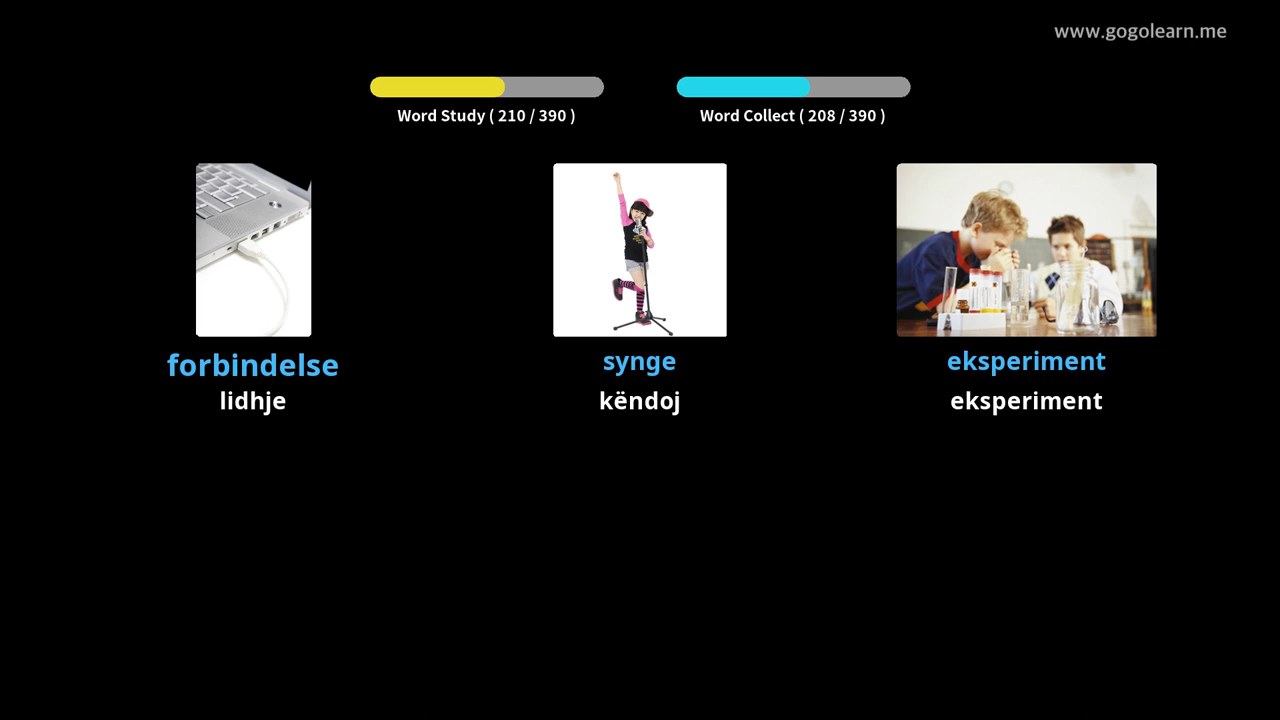 www.gogolearn.me
Word Study ( 210 / 390 )
Word Collect ( 208 / 390 )
forbindelse
lidhje
synge
këndoj
eksperiment
eksperiment